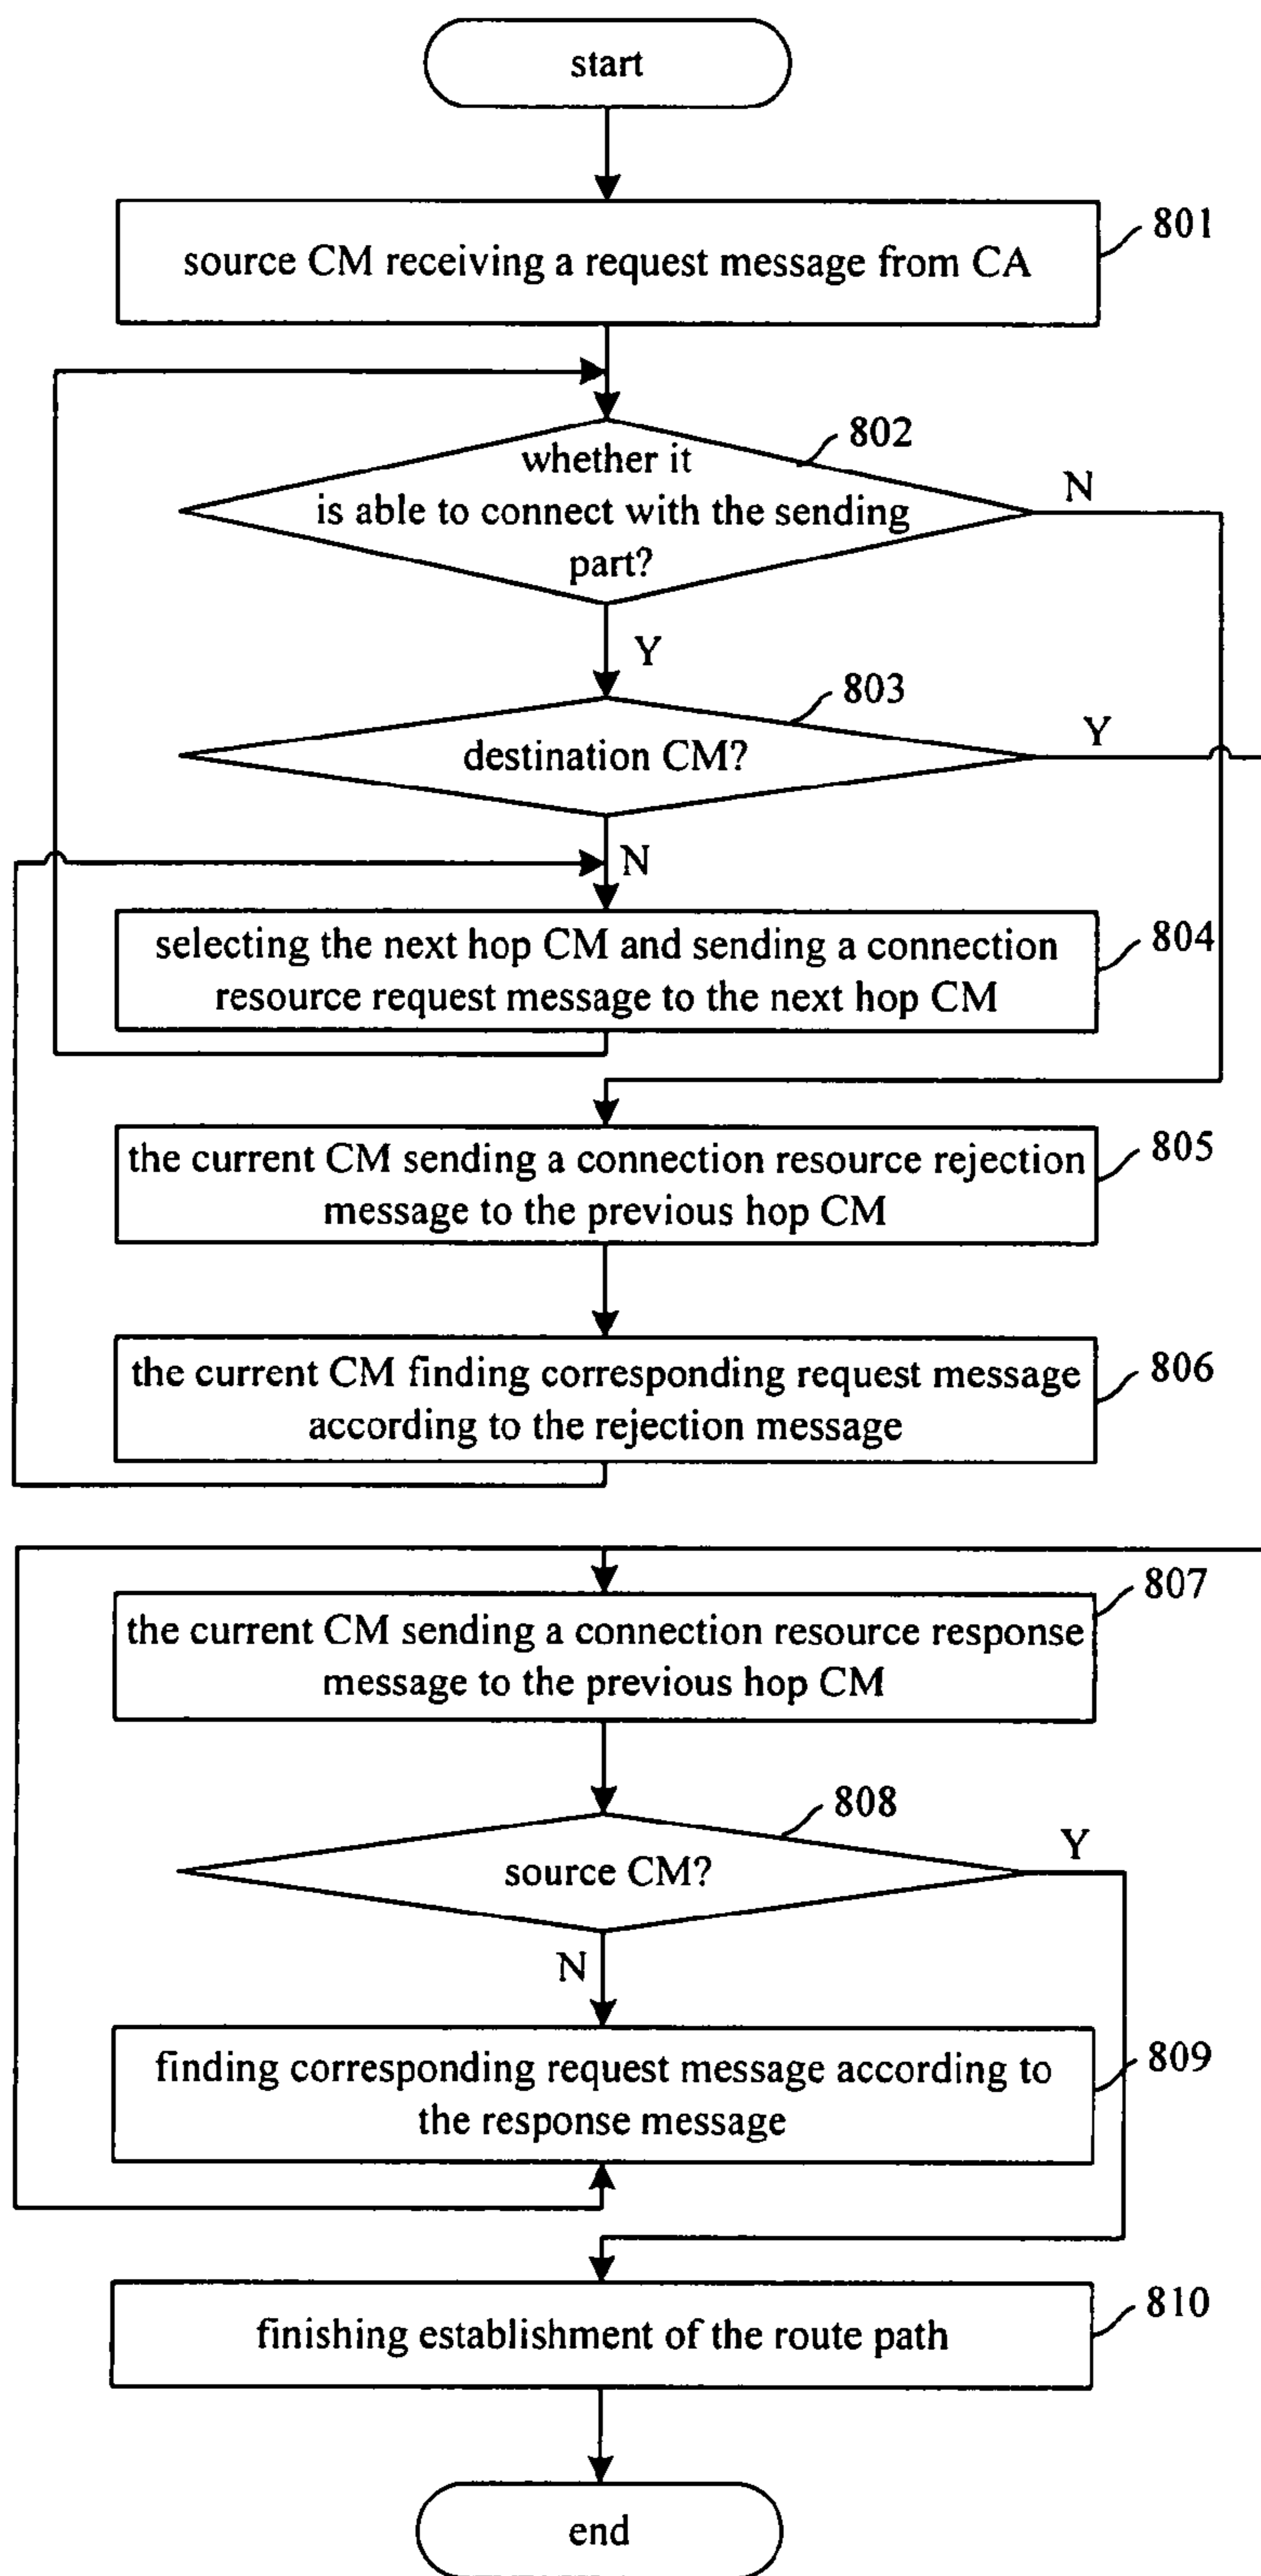 start
801
source CM receiving a request message from CA
802
whether it
is able to connect with the sending
part?
N
Y
803
destination CM?
Y
N
804
selecting the next hop CM and sending a connection
resource request message to the next hop CM
805
the current CM sending a connection resource rejection
message to the previous hop CM
806
the current CM finding corresponding request message
according to the rejection message
807
the current CM sending a connection resource response
message to the previous hop CM
808
source CM?
Y
N
809
finding corresponding request message according to
the response message
810
finishing establishment of the route path
end